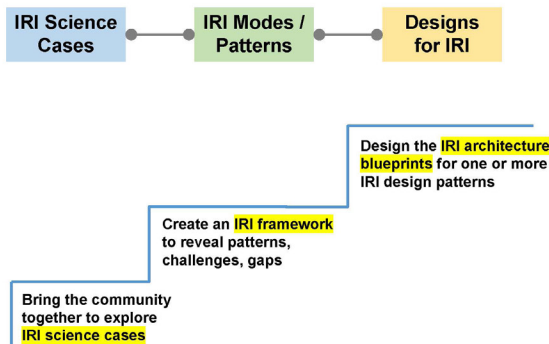 IRI Science
Cases
IRI Modes /
Patterns
Designs
for IRI
Design the IRI architecture
blueprints for one or more
IRI design patterns
Create an IRI framework
to reveal patterns,
challenges, gaps
Bring the community
together to explore
IRI science cases